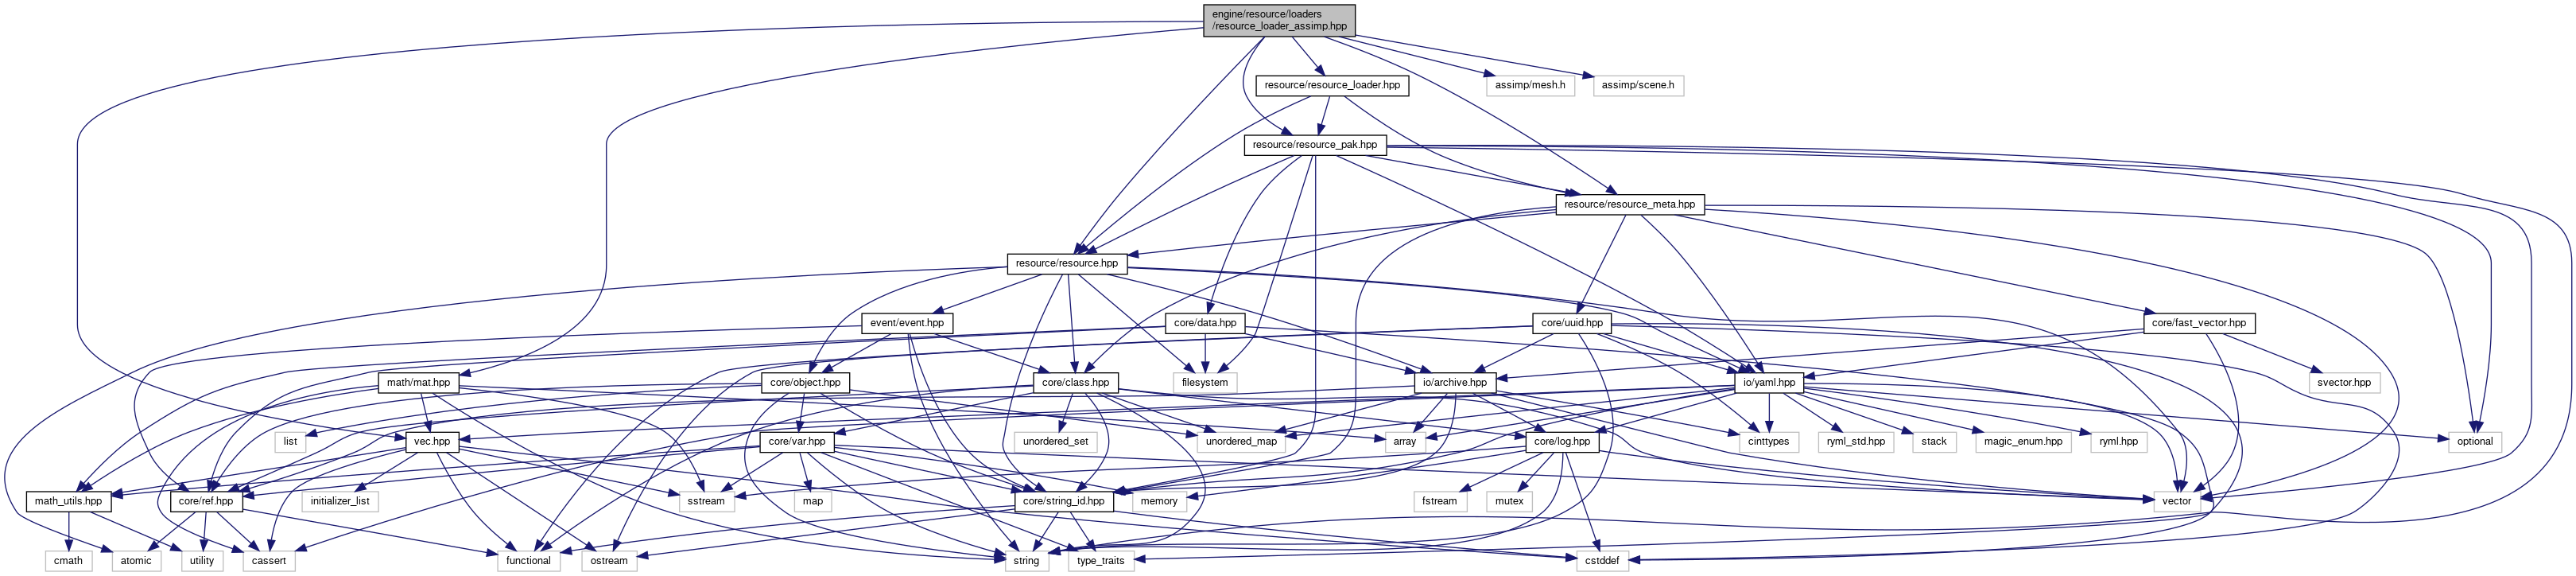 engine/resource/loaders
/resource_loader_assimp.hpp
resource/resource_loader.hpp
assimp/mesh.h
assimp/scene.h
resource/resource_pak.hpp
resource/resource_meta.hpp
resource/resource.hpp
event/event.hpp
core/data.hpp
core/uuid.hpp
core/fast_vector.hpp
math/mat.hpp
core/object.hpp
core/class.hpp
filesystem
io/archive.hpp
io/yaml.hpp
svector.hpp
list
vec.hpp
core/var.hpp
unordered_set
unordered_map
array
core/log.hpp
cinttypes
ryml_std.hpp
stack
magic_enum.hpp
ryml.hpp
optional
math_utils.hpp
core/ref.hpp
initializer_list
sstream
map
core/string_id.hpp
memory
fstream
mutex
vector
cmath
atomic
utility
cassert
functional
ostream
string
type_traits
cstddef